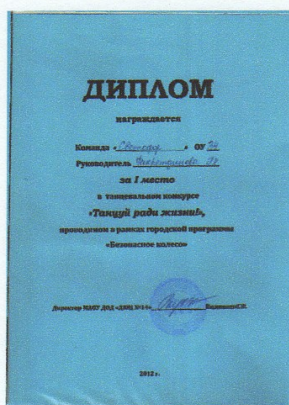 ДИПЛОМ
награждается
Команда «Светофор» ОУ
Руководитель
за I место
в танцевальном конкурсе
«Танцуй ради жизни!»,
проводимом в рамках городской программы
«Безопасное колесо»
Директор
2012 г.